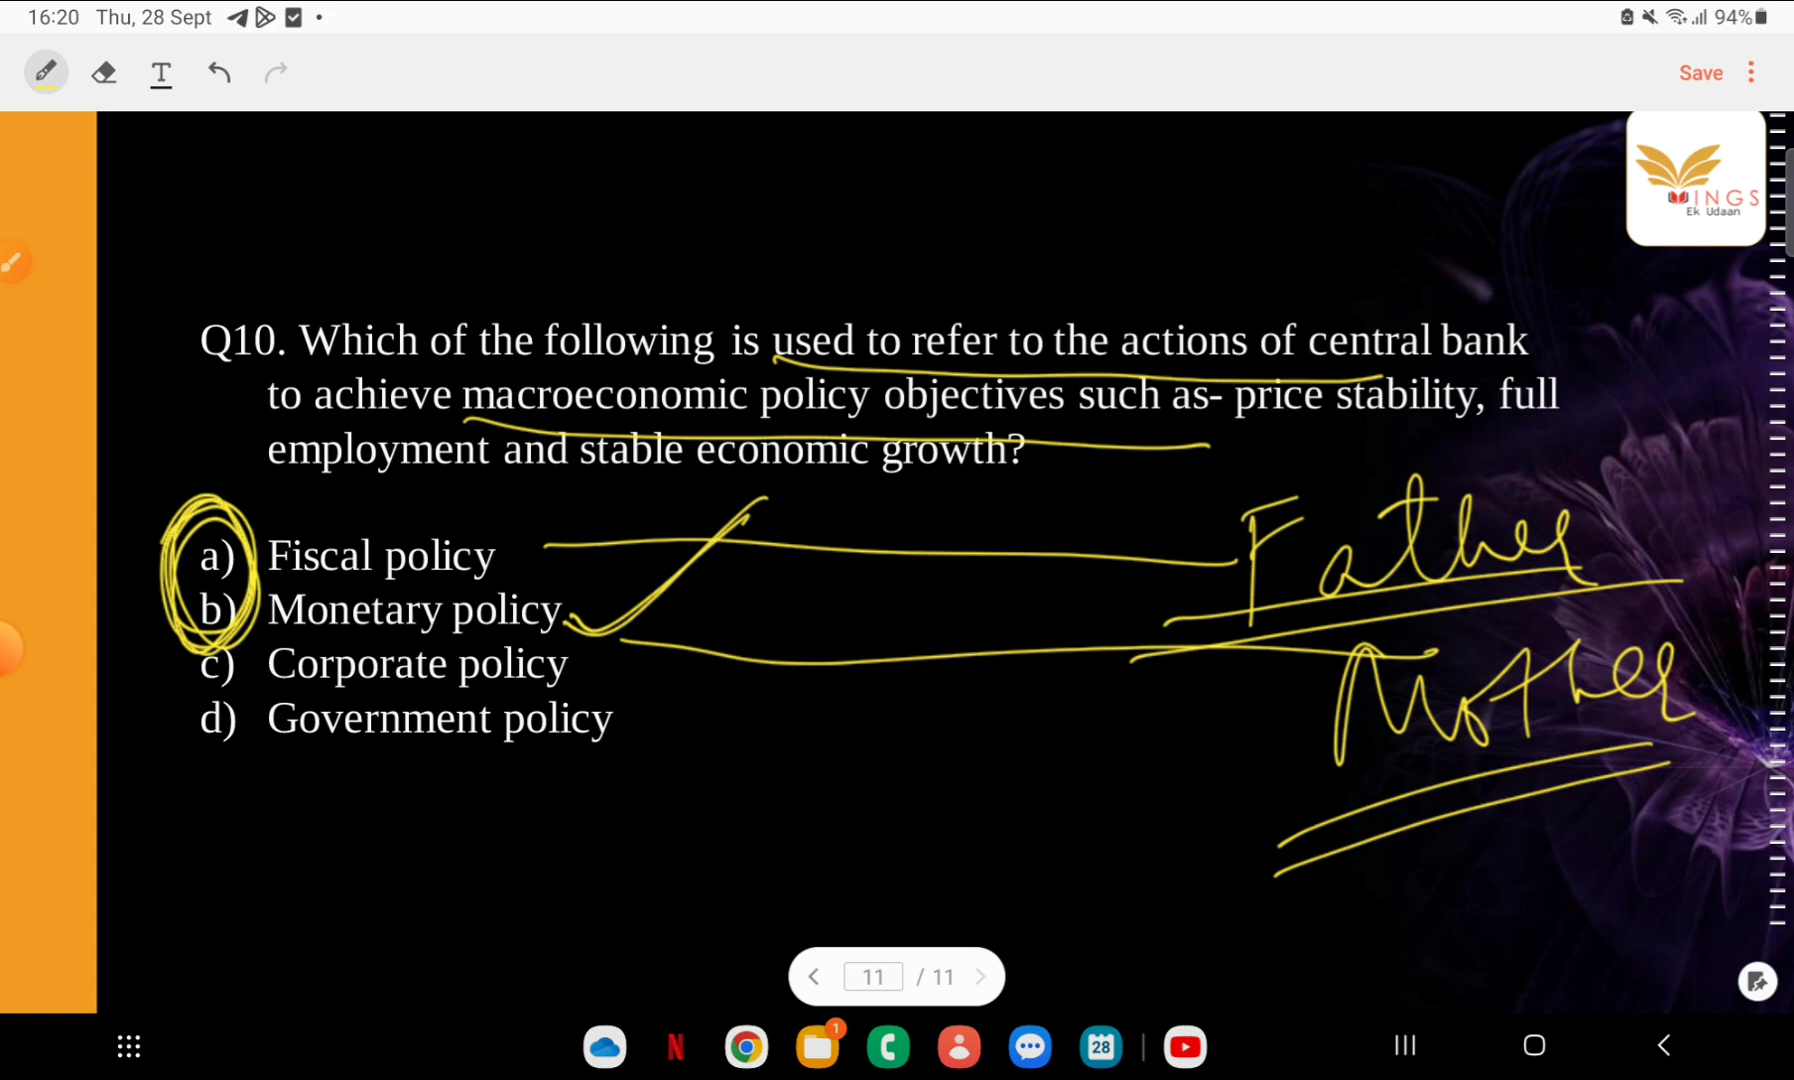 16:20 Thu, 28 Sept 94%
T Save
WINGS
Ek Udaan
Q10. Which of the following is used to refer to the actions of central bank
to achieve macroeconomic policy objectives such as- price stability, full
employment and stable economic growth?
a) Fiscal policy
Father
b) Monetary policy
c) Corporate policy
Mother
d) Government policy
11 / 11
1
N
28